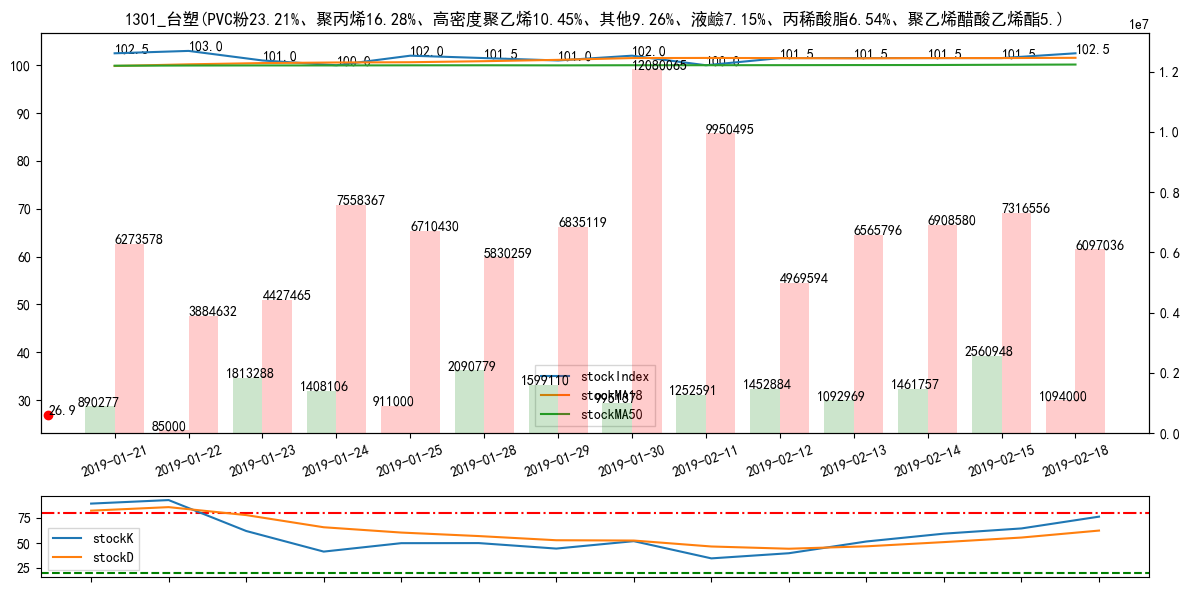 1301_台塑(PVC粉23.21%、聚丙烯16.28%、高密度聚乙烯10.45%、其他9.26%、液鹼7.15%、丙稀酸脂6.54%、聚乙烯醋酸乙烯酯5.)
1e7
102.5 103.0 101.0 100.0 102.0 101.5 101.0 102.0 100.0 101.5 101.5 101.5 101.5 102.5
100
90
80
70
60
50
40
30
1.2
1.0
0.8
0.6
0.4
0.2
0.0
6273578 3884632 4427465 7558367 6710430 5830259 6835119 12080065 9950495 4969594 6565796 6908580 7316556 6097036
890277 85000 1813288 1408106 911000 2090779 1599110 1252591 1452884 1092969 1461757 2560948 1094000
26.9
stockIndex
stockMA18
stockMA50
2019-01-21 2019-01-22 2019-01-23 2019-01-24 2019-01-25 2019-01-28 2019-01-29 2019-01-30 2019-02-11 2019-02-12 2019-02-13 2019-02-14 2019-02-15 2019-02-18
75
50
25
stockK
stockD